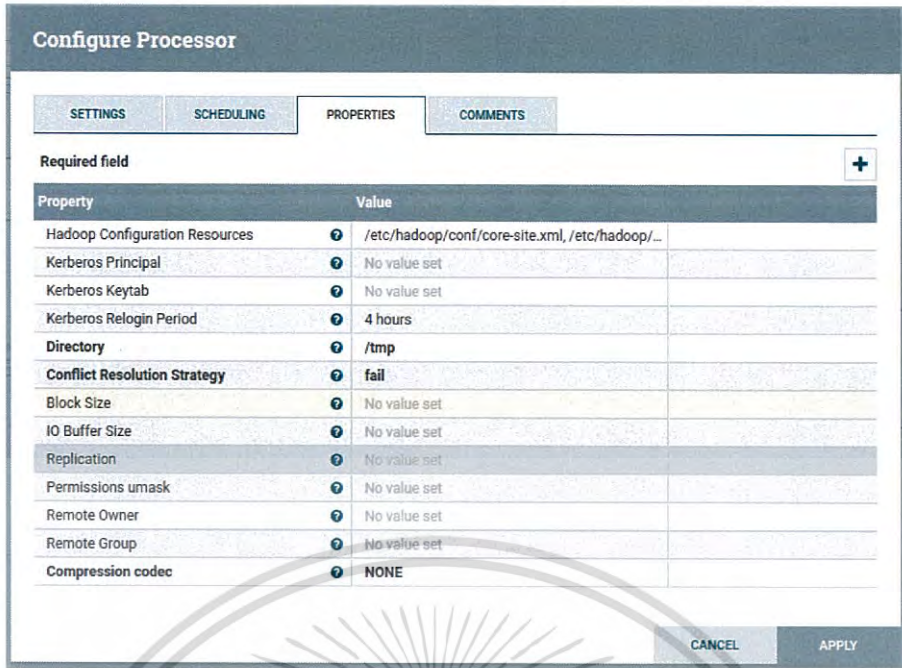 Configure Processor
SETTINGS SCHEDULING PROPERTIES COMMENTS
Required field
Property Value
Hadoop Configuration Resources /etc/hadoop/conf/core-site.xml, /etc/hadoop/...
Kerberos Principal No value set
Kerberos Keytab No value set
Kerberos Relogin Period 4 hours
Directory /tmp
Conflict Resolution Strategy fail
Block Size No value set
IO Buffer Size No value set
Replication No value set
Permissions umask No value set
Remote Owner No value set
Remote Group No value set
Compression codec NONE
CANCEL APPLY